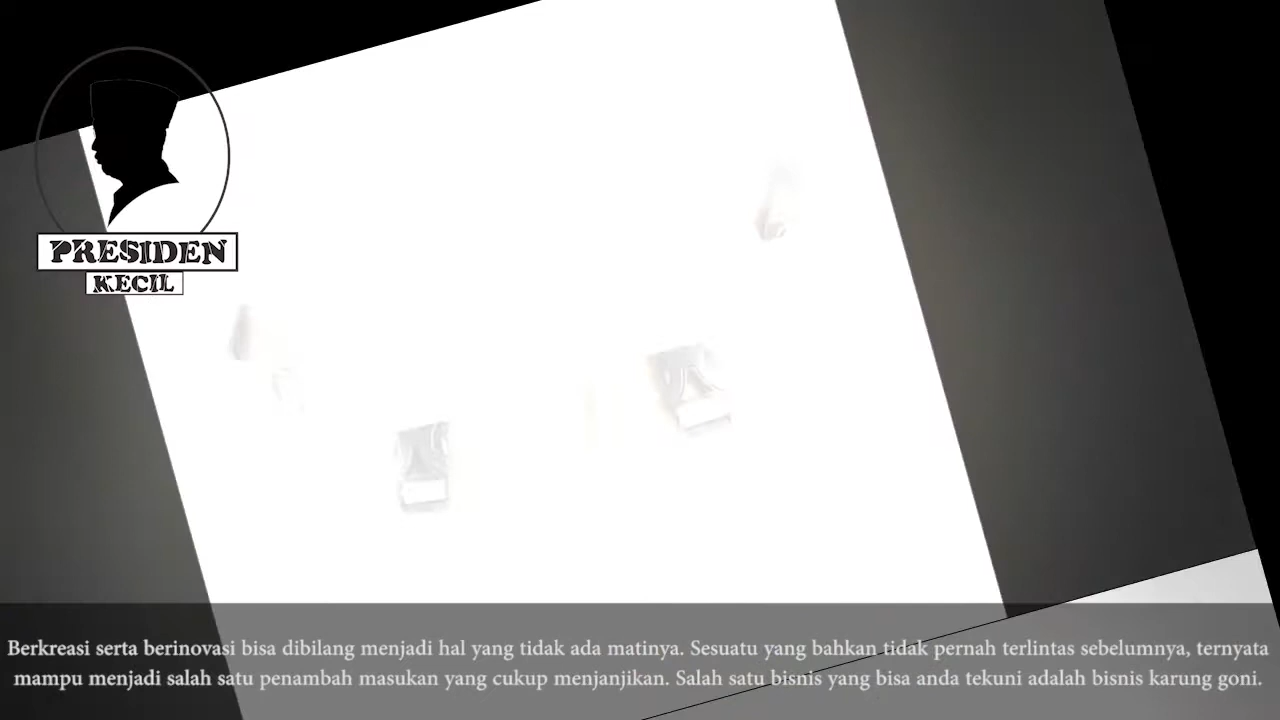 PRESIDEN
KECIL
Berkreasi serta berinovasi bisa dibilang menjadi hal yang tidak ada matinya. Sesuatu yang bahkan tidak pernah terlintas sebelumnya, ternyata
mampu menjadi salah satu penambah masukan yang cukup menjanjikan. Salah satu bisnis yang bisa anda tekuni adalah bisnis karung goni.